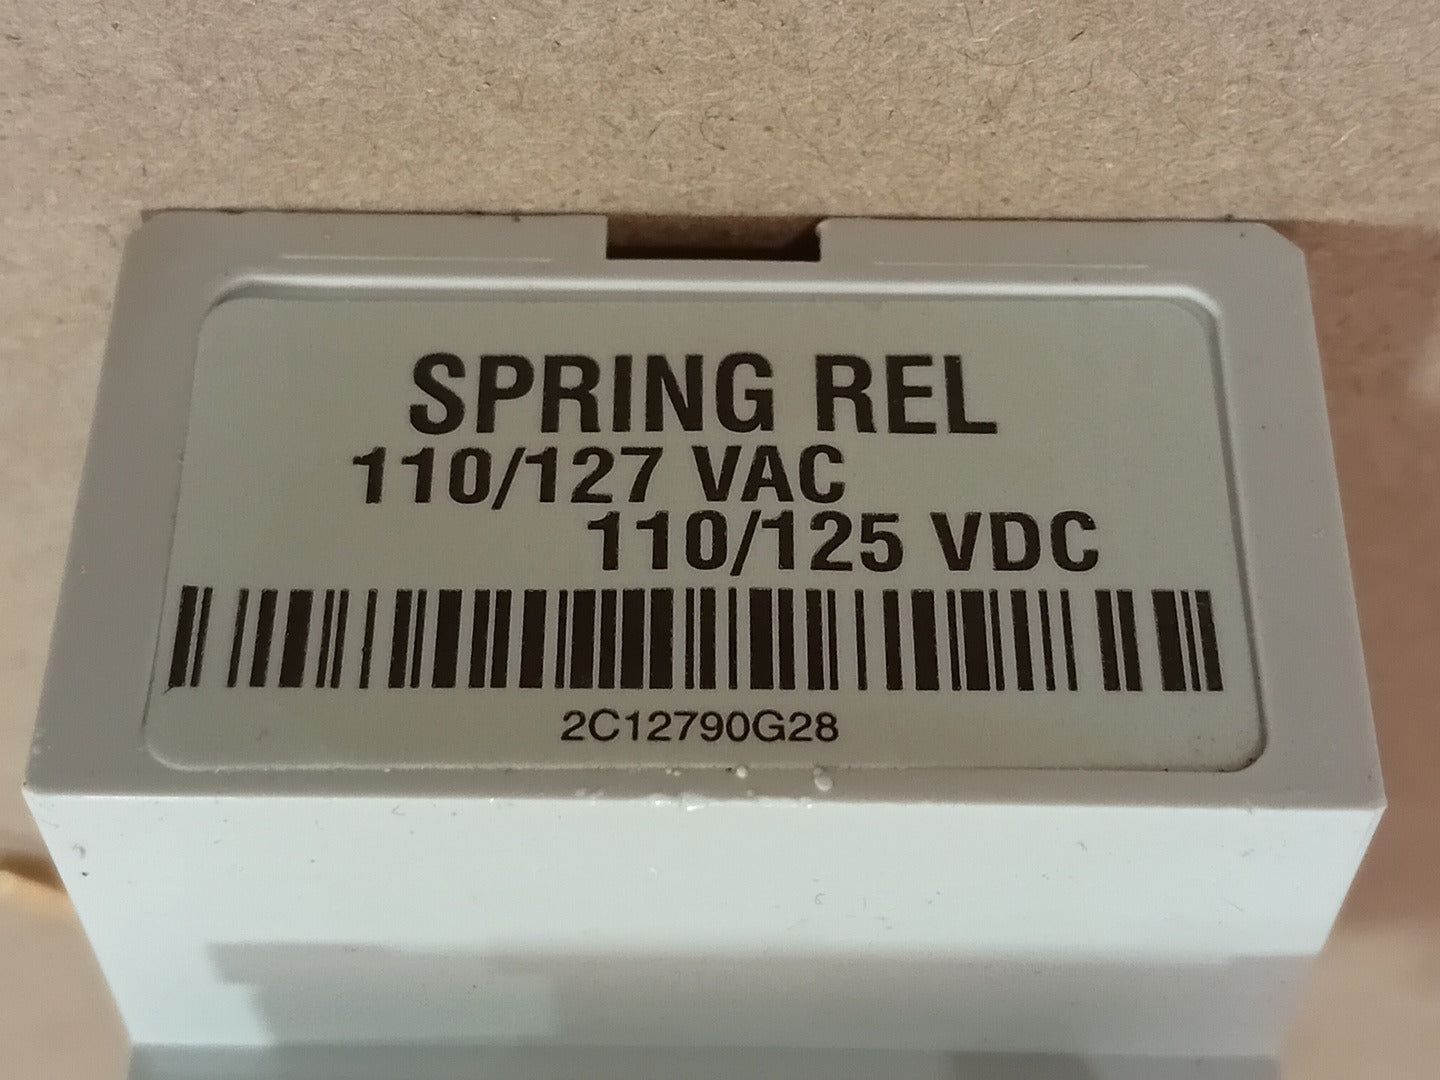 SPRING REL
110/127 VAC
110/125 VDC
2C12790G28